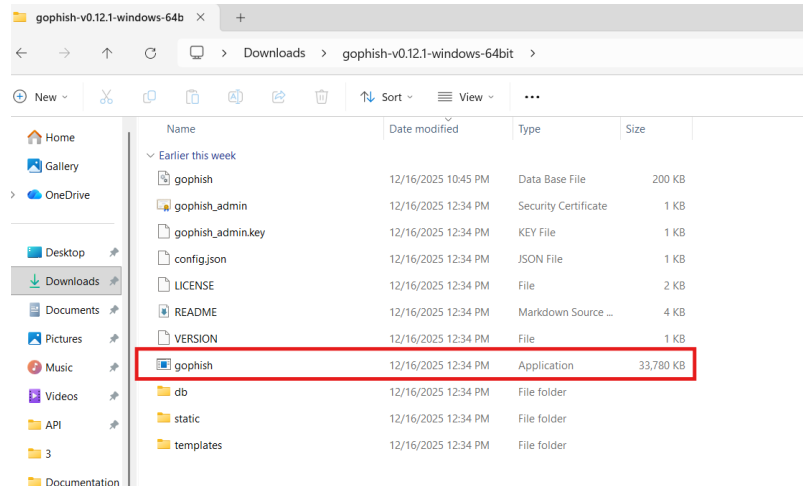 gophish-v0.12.1-windows-64b
Downloads > gophish-v0.12.1-windows-64bit >
New Sort View ...
Name Date modified Type Size
Home
Gallery
OneDrive
Desktop
Downloads
Documents
Pictures
Music
Videos
API
3
Documentation
Earlier this week
gophish 12/16/2025 10:45 PM Data Base File 200 KB
gophish_admin 12/16/2025 12:34 PM Security Certificate 1 KB
gophish_admin.key 12/16/2025 12:34 PM KEY File 1 KB
config.json 12/16/2025 12:34 PM JSON File 1 KB
LICENSE 12/16/2025 12:34 PM File 2 KB
README 12/16/2025 12:34 PM Markdown Source ... 4 KB
VERSION 12/16/2025 12:34 PM File 1 KB
gophish 12/16/2025 12:34 PM Application 33,780 KB
db 12/16/2025 12:34 PM File folder
static 12/16/2025 12:34 PM File folder
templates 12/16/2025 12:34 PM File folder